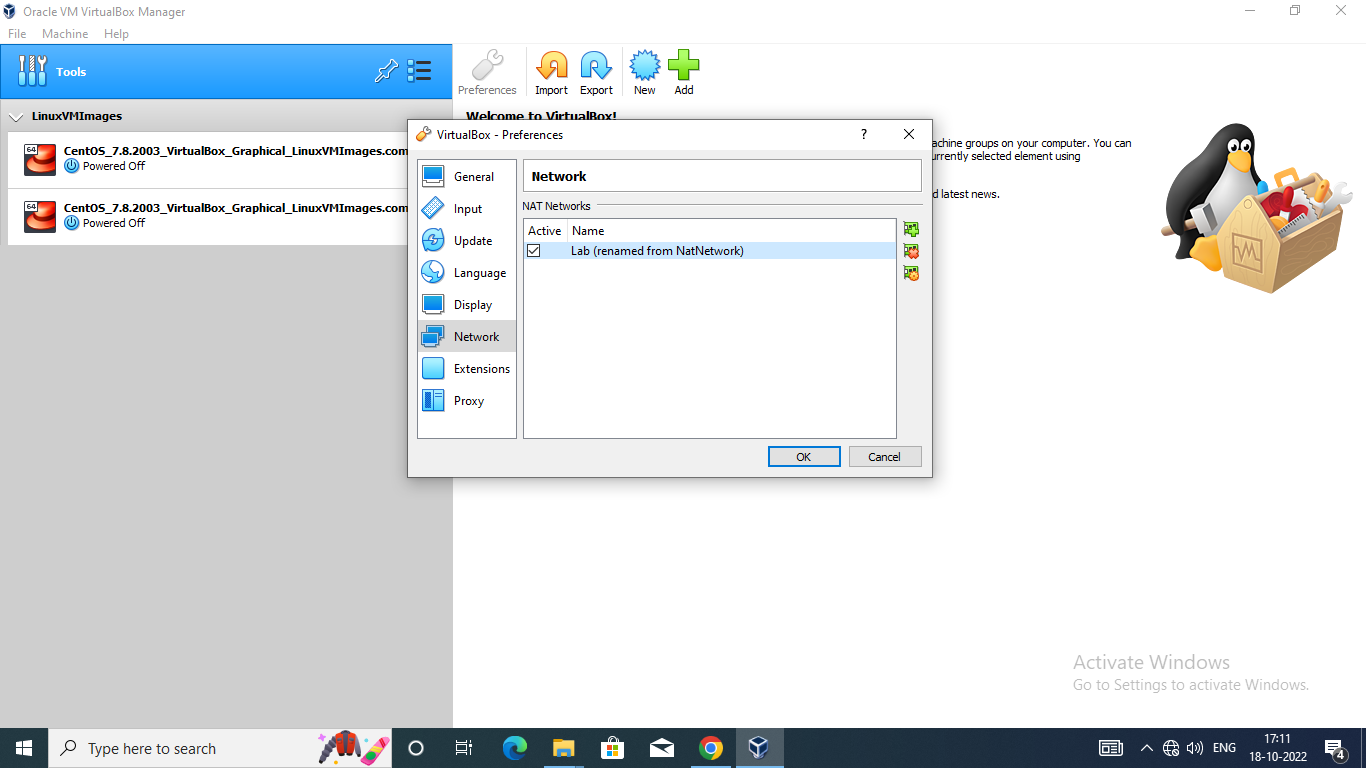 Oracle VM VirtualBox Manager
File Machine Help
Tools
Preferences Import Export New Add
LinuxVMImages
64
CentOS_7.8.2003_VirtualBox_Graphical_LinuxVMImages.com
Powered Off
64
CentOS_7.8.2003_VirtualBox_Graphical_LinuxVMImages.com
Powered Off
Welcome to VirtualBox!
achine groups on your computer. You can
urrently selected element using
d latest news.
VirtualBox - Preferences
?
General
Input
Update
Language
Display
Network
Extensions
Proxy
Network
NAT Networks
Active Name
Lab (renamed from NatNetwork)
OK Cancel
Activate Windows
Go to Settings to activate Windows.
Type here to search
ENG
17:11
18-10-2022
4